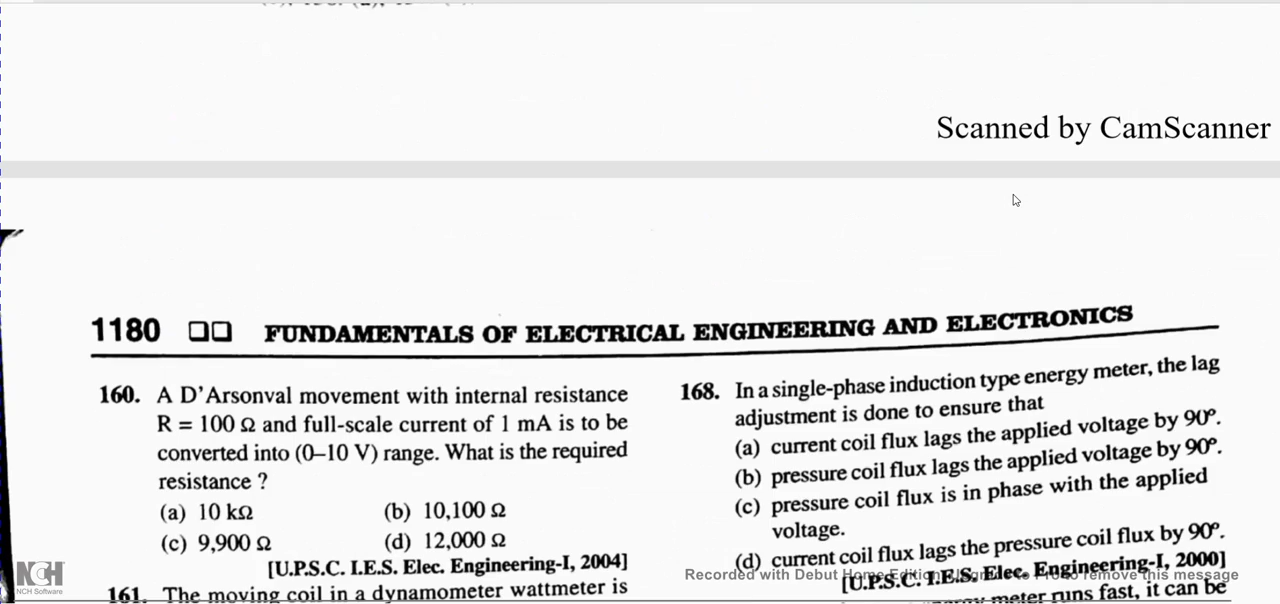 Scanned by CamScanner
1180 □□ FUNDAMENTALS OF ELECTRICAL ENGINEERING AND ELECTRONICS
160. A D'Arsonval movement with internal resistance
R = 100 Ω and full-scale current of 1 mA is to be
converted into (0–10 V) range. What is the required
resistance ?
(a) 10 kΩ (b) 10,100 Ω
(c) 9,900 Ω (d) 12,000 Ω
[U.P.S.C. I.E.S. Elec. Engineering-I, 2004]
161. The moving coil in a dynamometer wattmeter is
168. In a single-phase induction type energy meter, the lag
adjustment is done to ensure that
(a) current coil flux lags the applied voltage by 90º.
(b) pressure coil flux lags the applied voltage by 90º.
(c) pressure coil flux is in phase with the applied
voltage.
(d) current coil flux lags the pressure coil flux by 90º.
[U.P.S.C. I.E.S. Elec. Engineering-I, 2000]
meter runs fast, it can be
NCH
NCH Software
Recorded with Debut Home Edition. remove this message